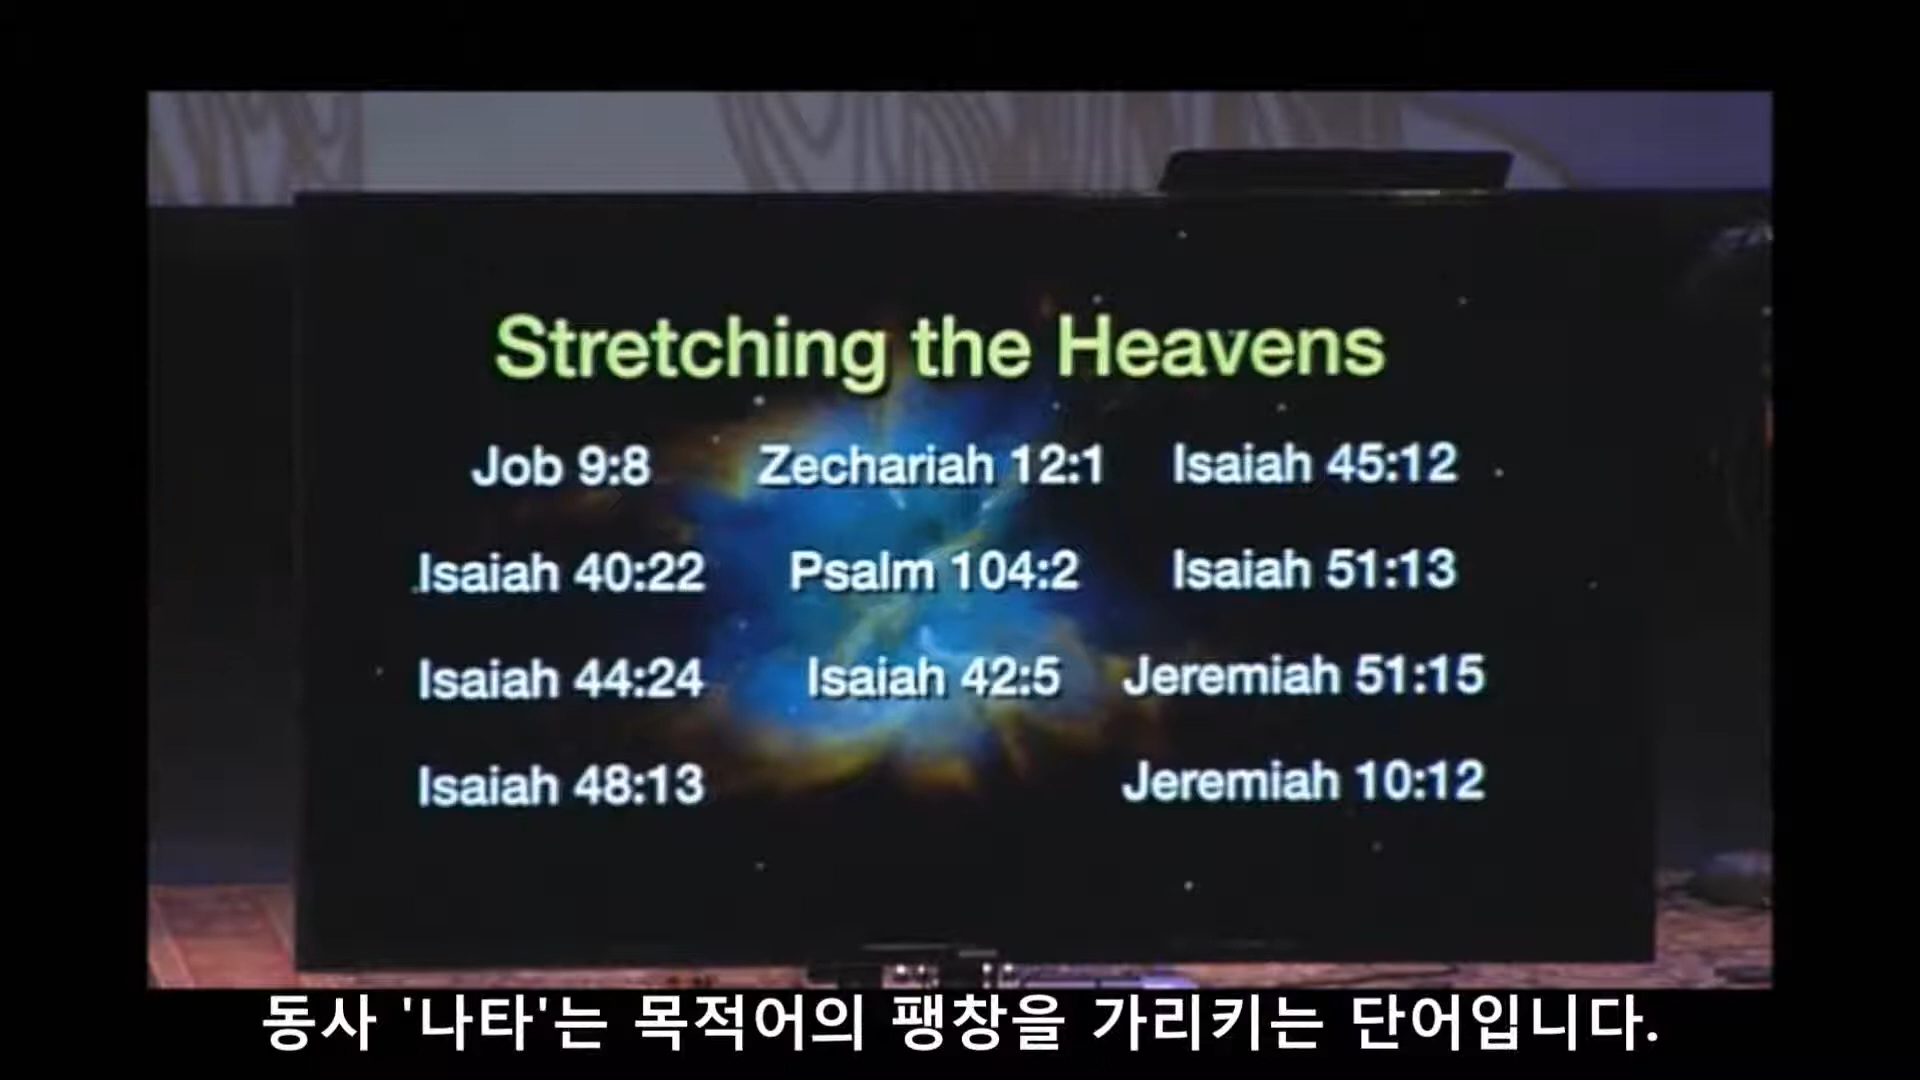 Stretching the Heavens
Job 9:8 Zechariah 12:1 Isaiah 45:12
Isaiah 40:22 Psalm 104:2 Isaiah 51:13
Isaiah 44:24 Isaiah 42:5 Jeremiah 51:15
Isaiah 48:13 Jeremiah 10:12
동사 '나타'는 목적어의 팽창을 가리키는 단어입니다.